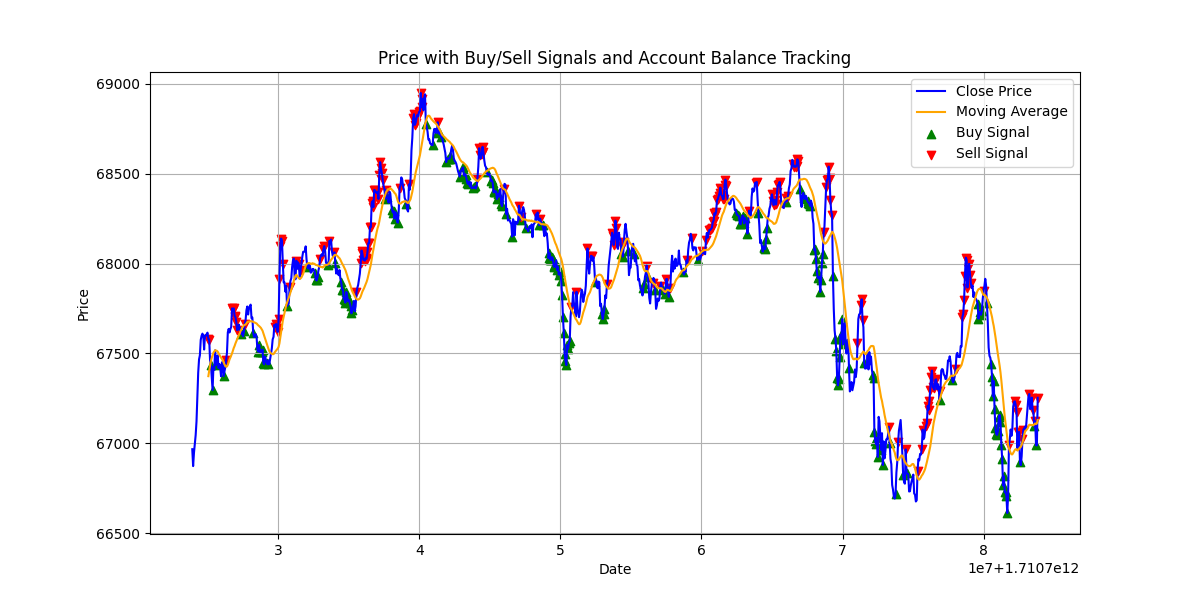 Price with Buy/Sell Signals and Account Balance Tracking
69000
68500
68000
67500
67000
66500
Price
Close Price
Moving Average
Buy Signal
Sell Signal
3 4 5 6 7 8
Date
1e7+1.7107e12